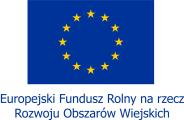 Europejski Fundusz Rolny na rzecz
Rozwoju Obszarów Wiejskich